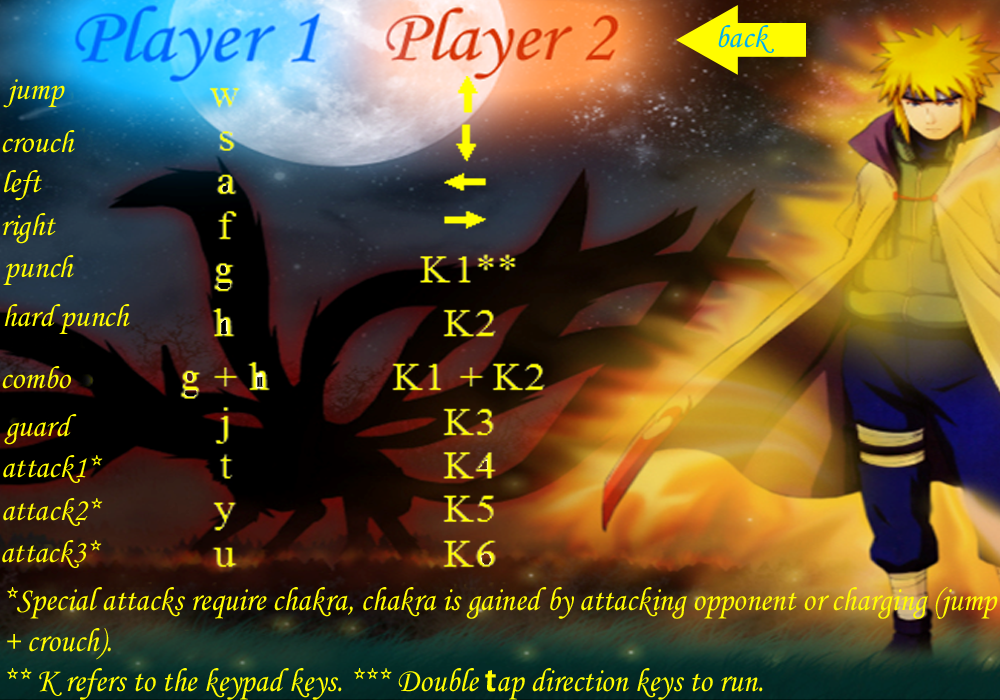 Player 1 Player 2 back
jump w
crouch s
left a
right f
punch g K1**
hard punch h K2
combo g + h K1 + K2
guard j K3
attack1* t K4
attack2* y K5
attack3* u K6
*Special attacks require chakra, chakra is gained by attacking opponent or charging (jump
+ crouch).
** K refers to the keypad keys. *** Double tap direction keys to run.